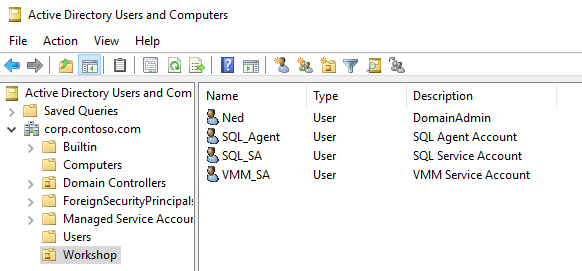 Active Directory Users and Computers
File Action View Help
Active Directory Users and Com
Saved Queries
corp.contoso.com
Builtin
Computers
Domain Controllers
ForeignSecurityPrincipals
Managed Service Accoun
Users
Workshop
Name Type Description
Ned User DomainAdmin
SQL_Agent User SQL Agent Account
SQL_SA User SQL Service Account
VMM_SA User VMM Service Account